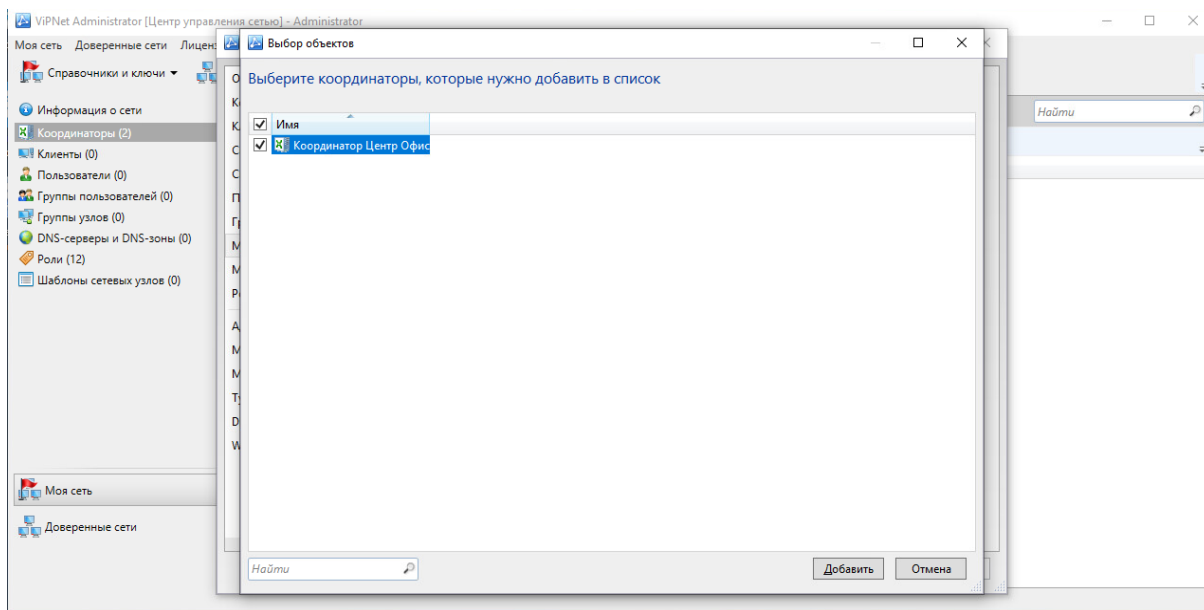 ViPNet Administrator [Центр управления сетью] - Administrator
Моя сеть Доверенные сети Лиценз
Справочники и ключи
Информация о сети
Координаторы (2)
Клиенты (0)
Пользователи (0)
Группы пользователей (0)
Группы узлов (0)
DNS-серверы и DNS-зоны (0)
Роли (12)
Шаблоны сетевых узлов (0)
Моя сеть
Доверенные сети
Выбор объектов
Выберите координаторы, которые нужно добавить в список
Имя
Координатор Центр Офис
Найти
Добавить
Отмена
Найти